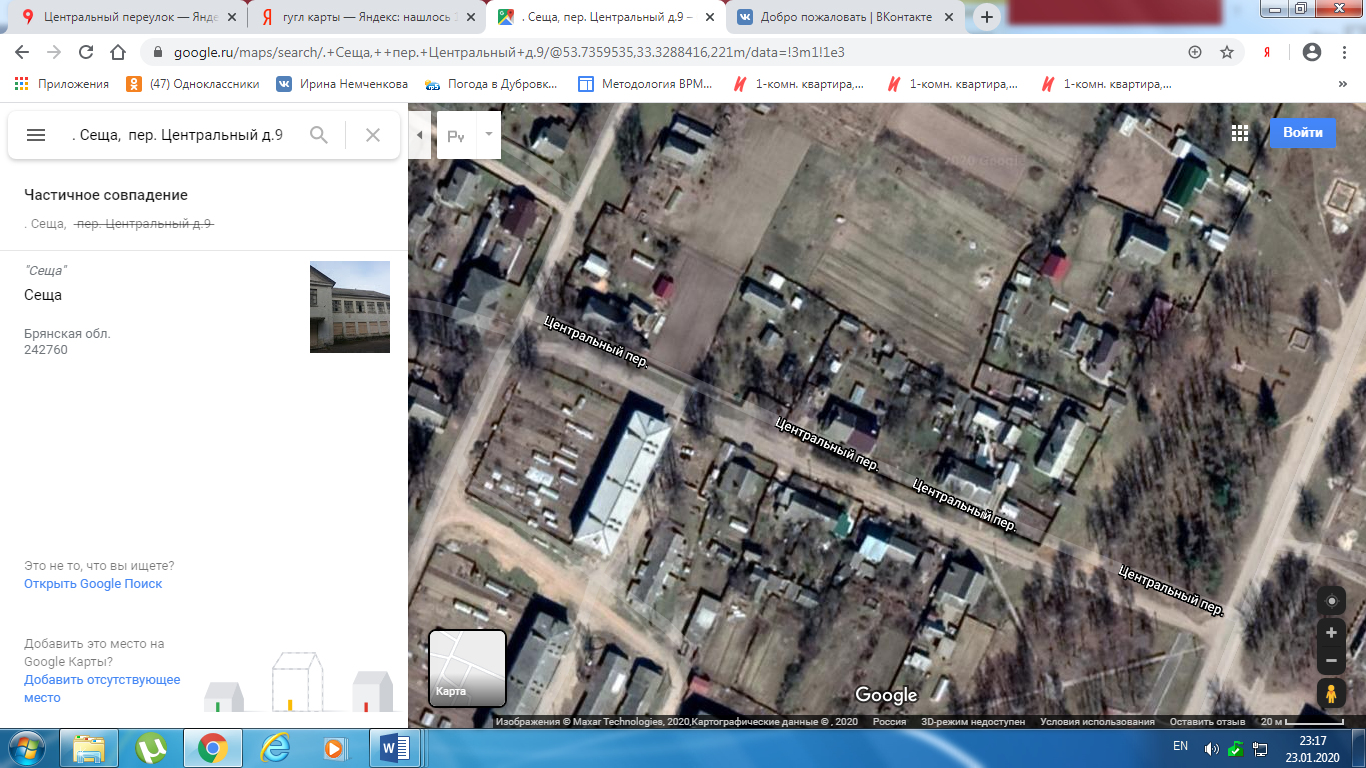 Центральный переулок — Янде
гугл карты — Яндекс: нашлось
. Сеща, пер. Центральный д.9 –
Добро пожаловать | ВКонтакте
google.ru/maps/search/.+Сеща,++пер.+Центральный+д.9/@53.7359535,33.3288416,221m/data=!3m1!1e3
Приложения
(47) Одноклассники
Ирина Немченкова
Погода в Дубровк...
Методология ВРМ...
1-комн. квартира,...
1-комн. квартира,...
1-комн. квартира,...
»
. Сеща, пер. Центральный д.9
Ру
Войти
Частичное совпадение
. Сеща, пер. Центральный д.9
"Сеща"
Сеща
Брянская обл.
242760
Это не то, что вы ищете?
Открыть Google Поиск
Добавить это место на
Google Карты?
Добавить отсутствующее
место
2020 Google
Центральный пер.
Центральный пер.
Центральный пер.
Центральный пер.
Карта
Google
Изображения © Maxar Technologies, 2020,Картографические данные © , 2020 Россия 3D-режим недоступен Условия использования Оставить отзыв 20 м
EN
23:17
23.01.2020